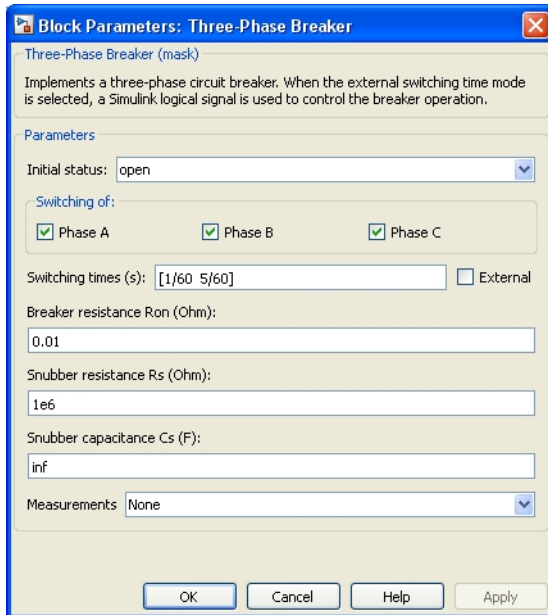 Block Parameters: Three-Phase Breaker
Three-Phase Breaker (mask)
Implements a three-phase circuit breaker. When the external switching time mode
is selected, a Simulink logical signal is used to control the breaker operation.
Parameters
Initial status: open
Switching of:
Phase A Phase B Phase C
Switching times (s): [1/60 5/60] External
Breaker resistance Ron (Ohm):
0.01
Snubber resistance Rs (Ohm):
1e6
Snubber capacitance Cs (F):
inf
Measurements None
OK Cancel Help Apply